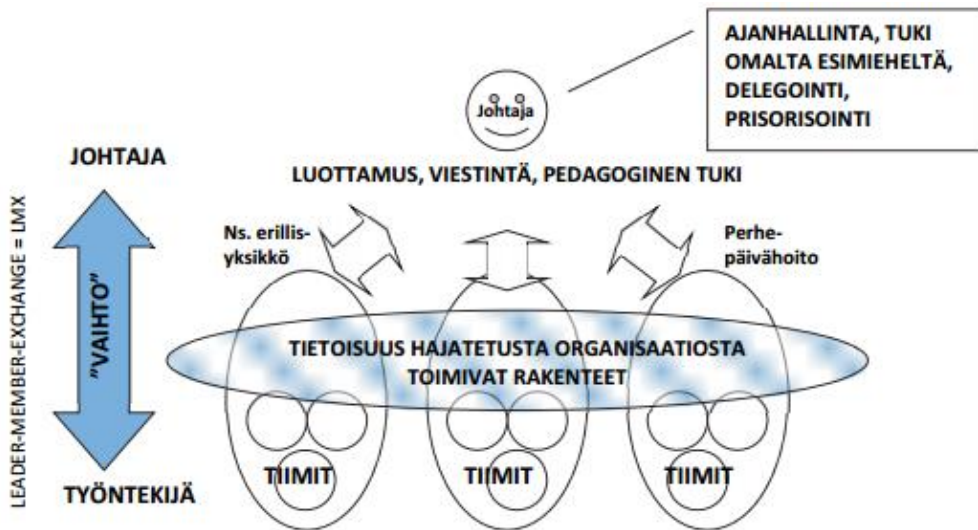 AJANHALLINTA, TUKI
OMALTA ESIMIEHELTÄ,
DELEGOINTI,
PRISORISOINTI
Johtaja
JOHTAJA
LUOTTAMUS, VIESTINTÄ, PEDAGOGINEN TUKI
LEADER-MEMBER-EXCHANGE = LMX
"VAIHTO"
Ns. erillis-
yksikkö
Perhe-
päivähoito
TIETOISUUS HAJATETUSTA ORGANISAATIOSTA
TOIMIVAT RAKENTEET
TIIMIT
TIIMIT
TIIMIT
TYÖNTEKIJÄ